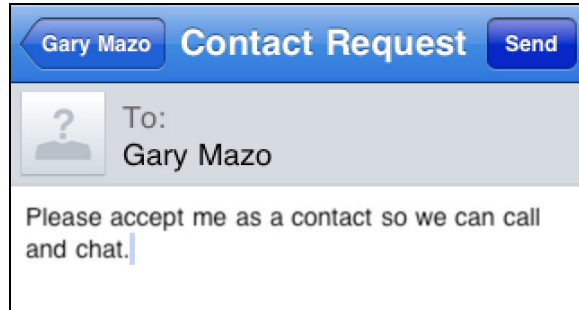 Gary Mazo Contact Request Send
To:
Gary Mazo
Please accept me as a contact so we can call
and chat.